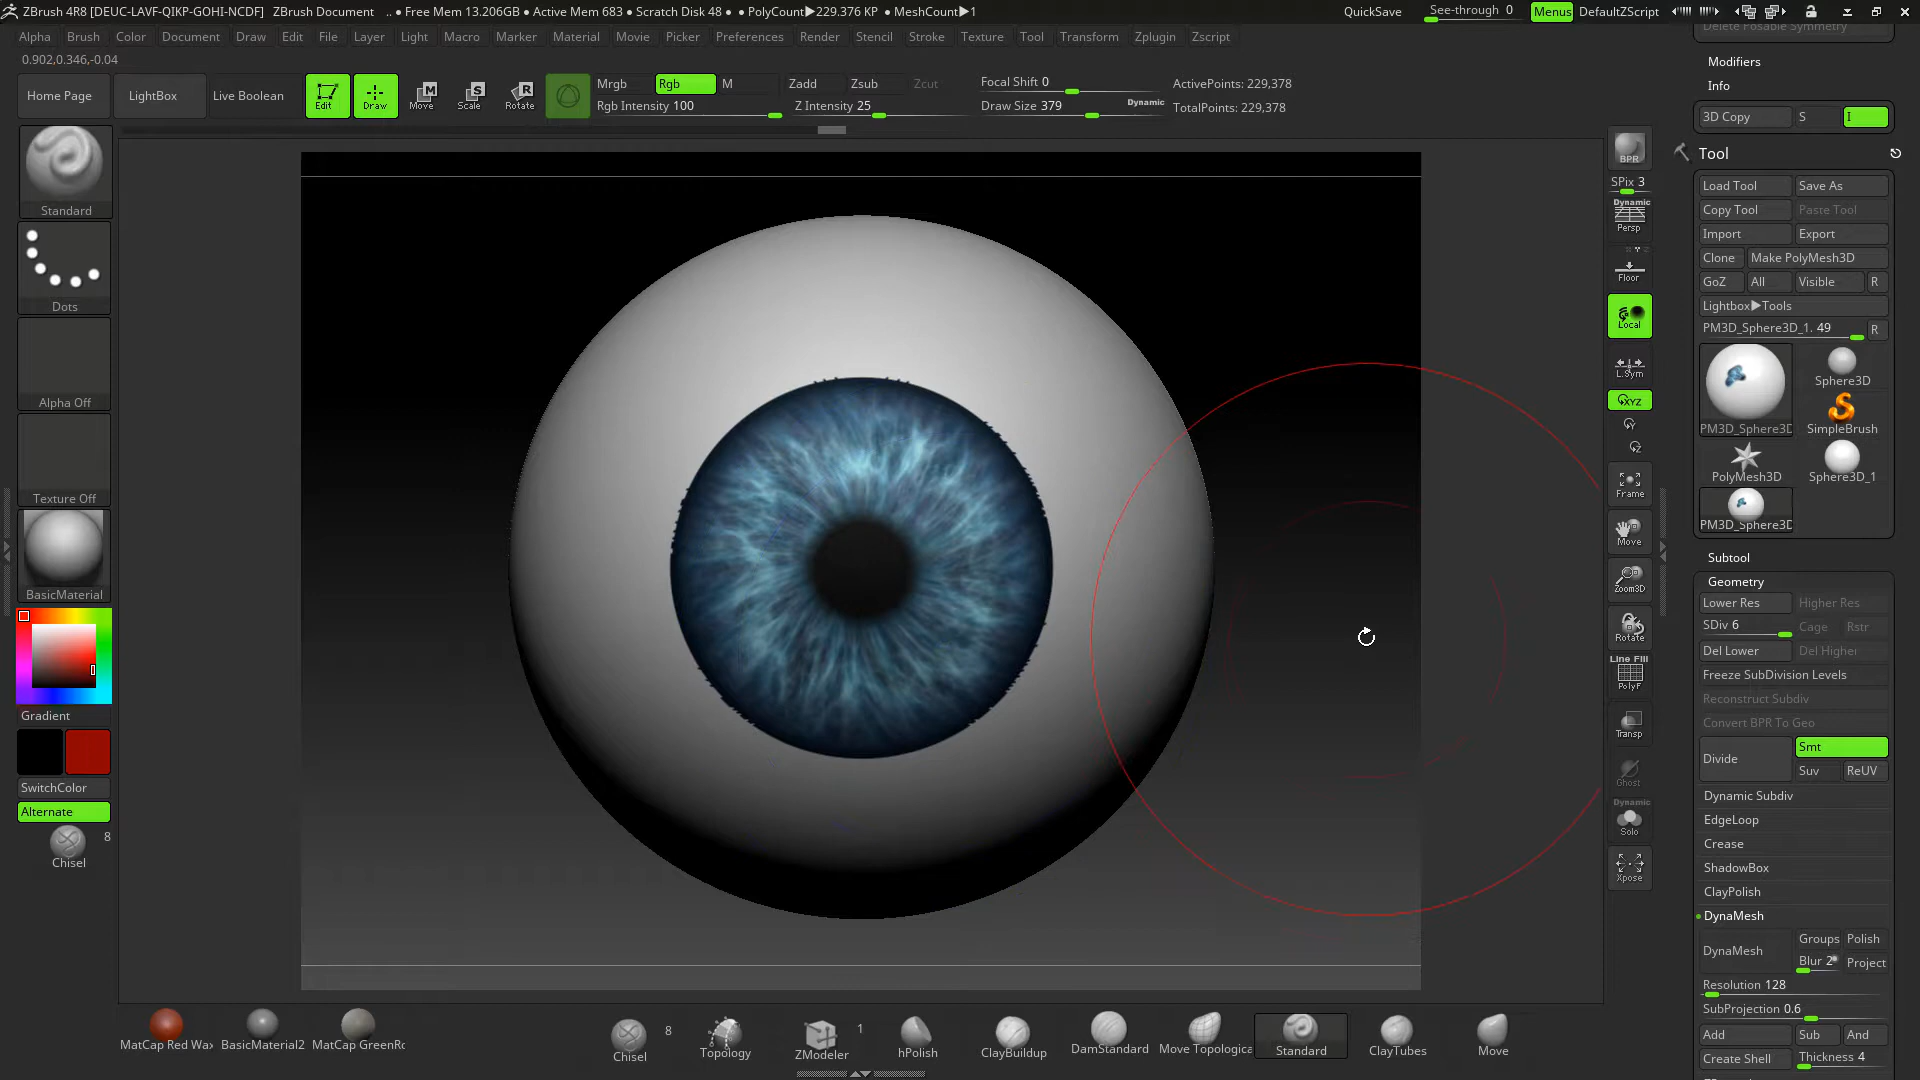 ZBrush 4R8 [DEUC-LAVF-QIKP-GOHI-NCDF] ZBrush Document .. • Free Mem 13.206GB • Active Mem 683 • Scratch Disk 48 • PolyCount▶229.376 KP • MeshCount▶1 QuickSave See-through 0 Menus DefaultZScript
Alpha Brush Color Document Draw Edit File Layer Light Macro Marker Material Movie Picker Preferences Render Stencil Stroke Texture Tool Transform Zplugin Zscript
0.902,0.346,-0.04
Home Page LightBox Live Boolean Edit Draw Move Scale Rotate
Mrgb Rgb M Zadd Zsub Zcut Focal Shift 0 ActivePoints: 229,378
Rgb Intensity 100 Z Intensity 25 Draw Size 379 Dynamic TotalPoints: 229,378
Standard
Dots
Alpha Off
Texture Off
BasicMaterial
Gradient
SwitchColor
Alternate
8
Chisel
BPR
SPix 3
Dynamic
Persp
Floor
Local
L.Sym
XYZ
Frame
Move
Zoom3D
Rotate
Line Fill
PolyF
Transp
Ghost
Dynamic
Solo
Xpose
Delete Posable Symmetry
Modifiers
Info
3D Copy S I
Tool
Load Tool Save As
Copy Tool Paste Tool
Import Export
Clone Make PolyMesh3D
GoZ All Visible R
Lightbox▶Tools
PM3D_Sphere3D_1. 49 R
Sphere3D
PM3D_Sphere3D SimpleBrush
PolyMesh3D Sphere3D_1
PM3D_Sphere3D
Subtool
Geometry
Lower Res Higher Res
SDiv 6 Cage Rstr
Del Lower Del Higher
Freeze SubDivision Levels
Reconstruct Subdiv
Convert BPR To Geo
Divide Smt
Suv ReUV
Dynamic Subdiv
EdgeLoop
Crease
ShadowBox
ClayPolish
DynaMesh
DynaMesh Groups Polish
Blur 2 Project
Resolution 128
SubProjection 0.6
Add Sub And
Create Shell Thickness 4
MatCap Red Wax BasicMaterial2 MatCap GreenRo
8 Chisel Topology 1 ZModeler hPolish ClayBuildup DamStandard Move Topologica Standard ClayTubes Move